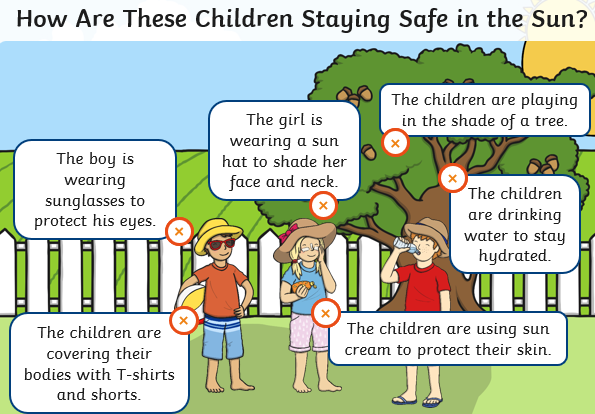 How Are These Children Staying Safe in the Sun?
The children are playing
in the shade of a tree.
The girl is
wearing a sun
hat to shade her
face and neck.
The boy is
wearing
sunglasses to
protect his eyes.
The children
are drinking
water to stay
hydrated.
The children are
covering their
bodies with T-shirts
and shorts.
The children are using sun
cream to protect their skin.